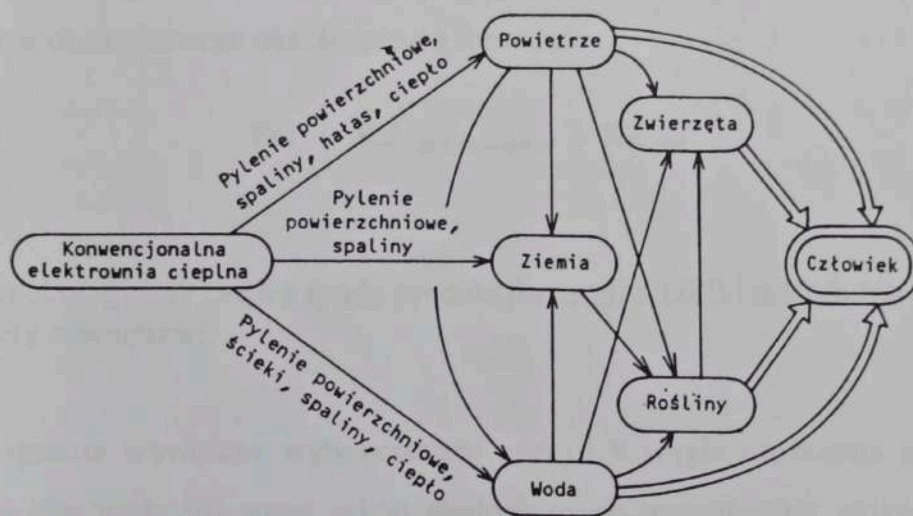 Powietrze
Pylenie powierzchniowe,
spaliny, hałas, ciepło
Zwierzęta
Pylenie
powierzchniowe,
spaliny
Konwencjonalna
elektrownia cieplna
Ziemia
Człowiek
Pylenie powierzchniowe,
ścieki, spaliny, ciepło
Rośliny
Woda